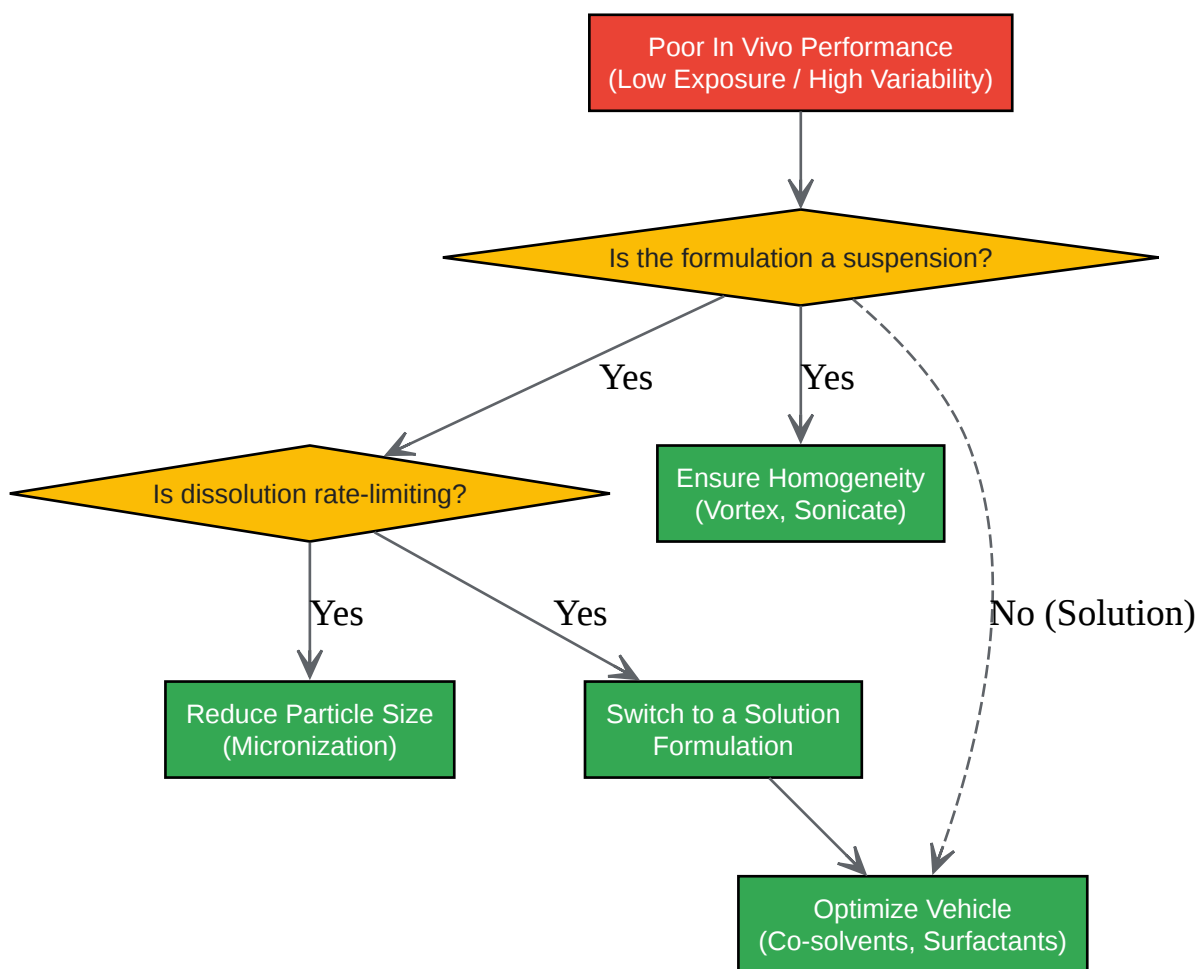 Poor In Vivo Performance
(Low Exposure / High Variability)
Is the formulation a suspension?
Yes
Yes
Is dissolution rate-limiting?
Ensure Homogeneity
(Vortex, Sonicate)
Yes
Yes
No (Solution)
Reduce Particle Size
(Micronization)
Switch to a Solution
Formulation
Optimize Vehicle
(Co-solvents, Surfactants)